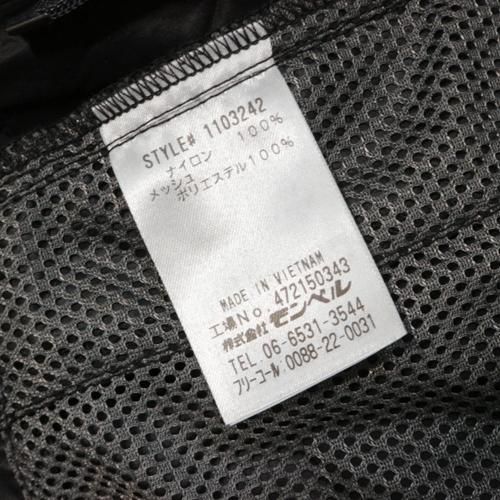 STYLE# 1103242
ナイロン 100%
メッシュ
ポリエステル100%
MADE IN VIETNAM
工場No. 472150343
株式会社モンベル
TEL.06-6531-3544
フリーコール.0088-22-0031